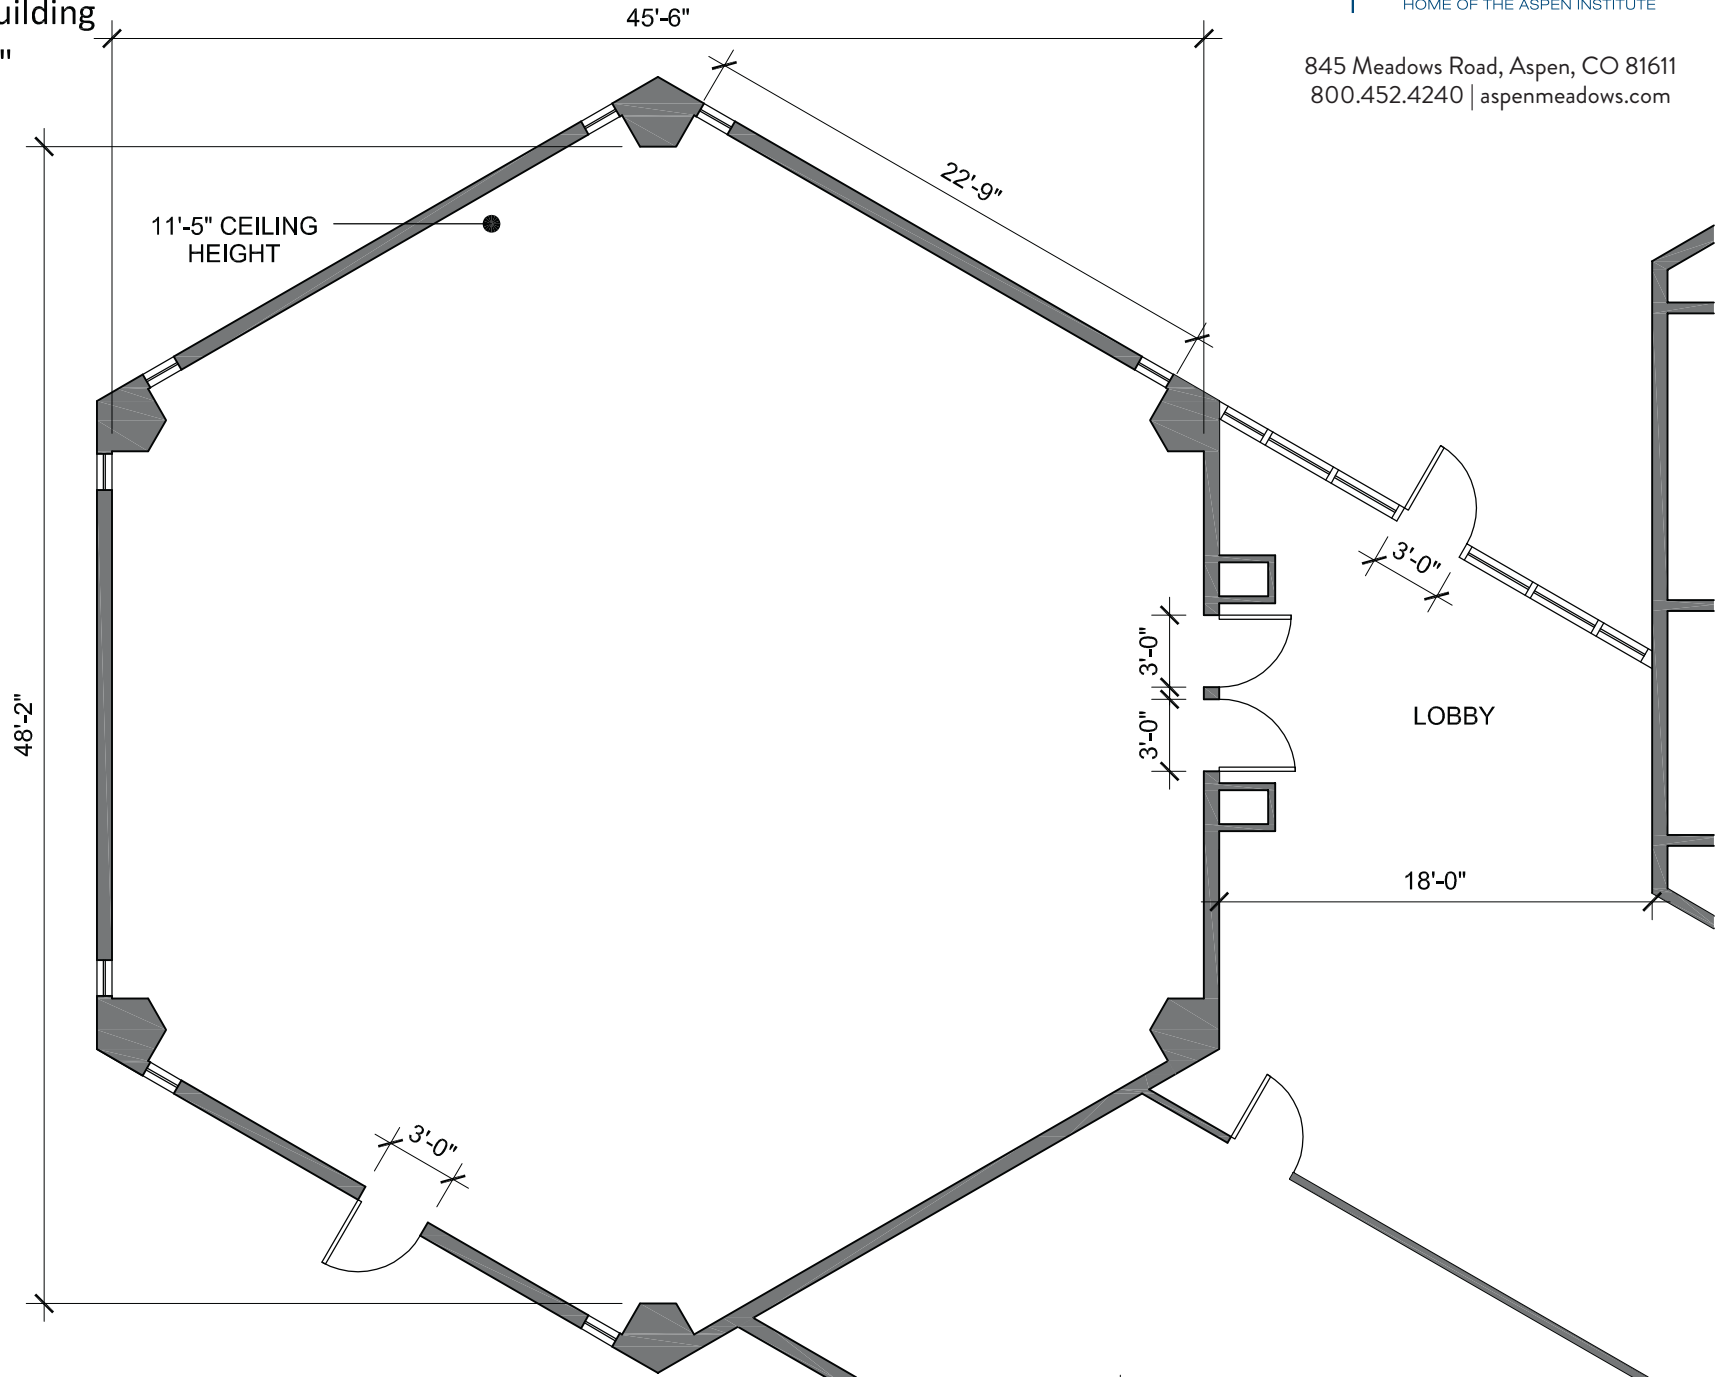 uilding
"
45'-6"
HOME OF THE ASPEN INSTITUTE
845 Meadows Road, Aspen, CO 81611
800.452.4240 | aspenmeadows.com
22'-9"
11'-5" CEILING
HEIGHT
3'-0"
3'-0"
3'-0"
48'-2"
LOBBY
18'-0"
3'-0"